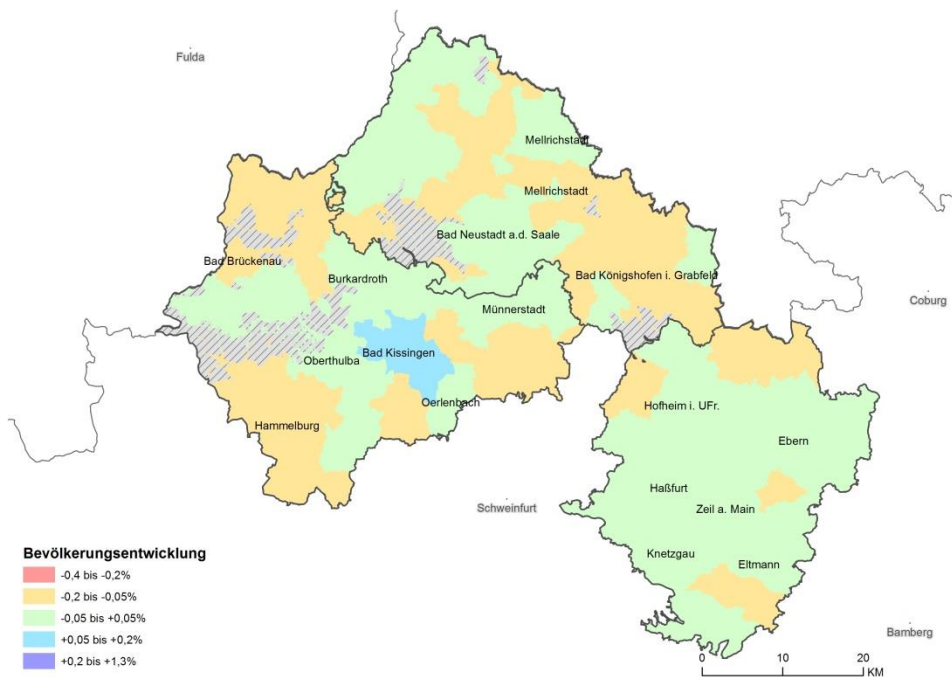 Fulda
Mellrichstadt
Mellrichstadt
Bad Neustadt a.d. Saale
Bad Brückenau
Burkardroth
Bad Königshofen i. Grabfeld
Münnerstadt
Coburg
Oberthulba
Bad Kissingen
Oerlenbach
Hofheim i. UFr.
Hammelburg
Ebern
Haßfurt
Schweinfurt
Zeil a. Main
Knetzgau
Eltmann
Bamberg
Bevölkerungsentwicklung
-0,4 bis -0,2%
-0,2 bis -0,05%
-0,05 bis +0,05%
+0,05 bis +0,2%
+0,2 bis +1,3%
0 10 20
KM